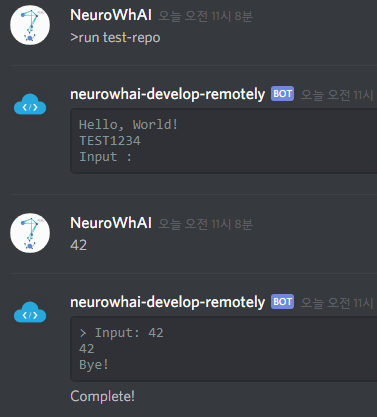 NeuroWhAI 오늘 오전 11시 8분
>run test-repo
neurowhai-develop-remotely BOT 오늘 오전 11시
Hello, World!
TEST1234
Input :
NeuroWhAI 오늘 오전 11시 8분
42
neurowhai-develop-remotely BOT 오늘 오전 11시
> Input: 42
42
Bye!
Complete!